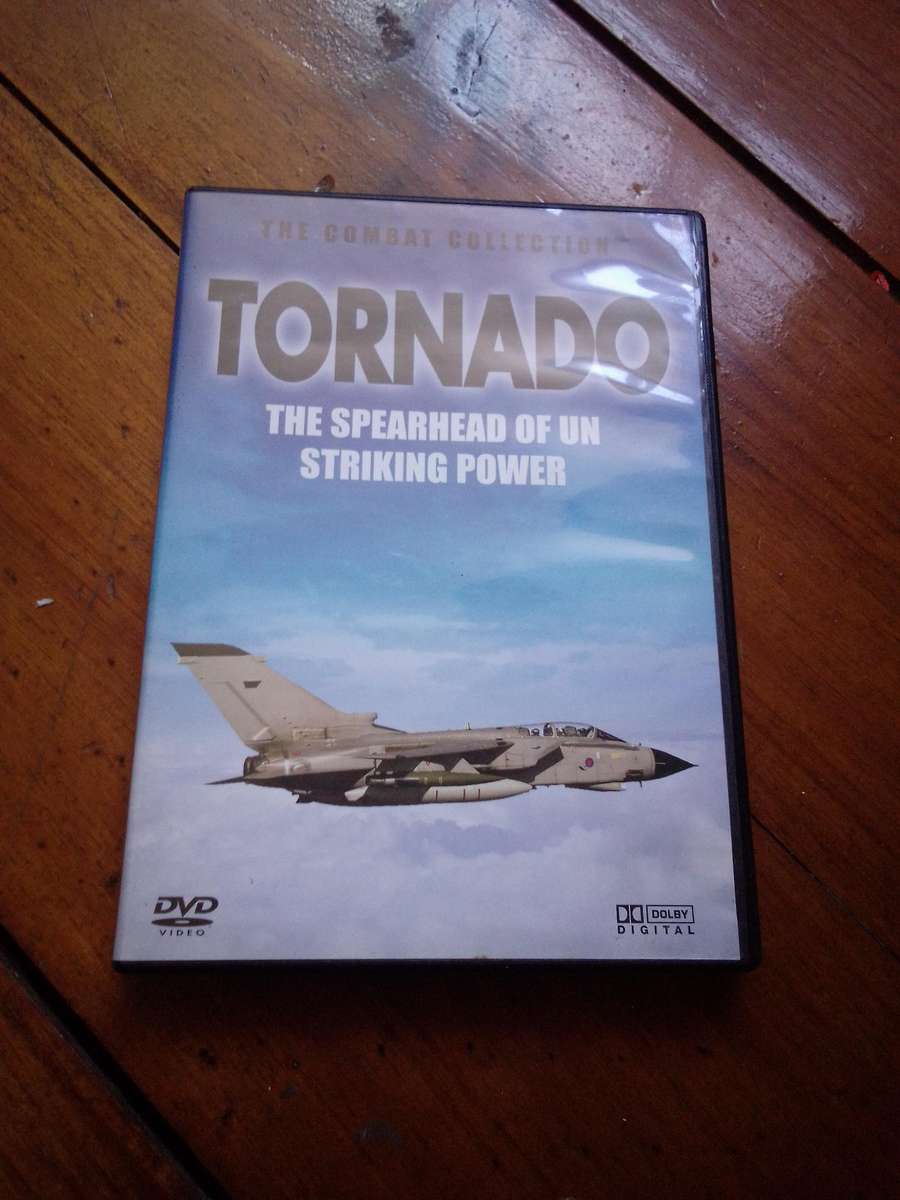 THE COMBAT COLLECTION
TORNADO
THE SPEARHEAD OF UN
STRIKING POWER
DVD
VIDEO
DOLBY
DIGITAL